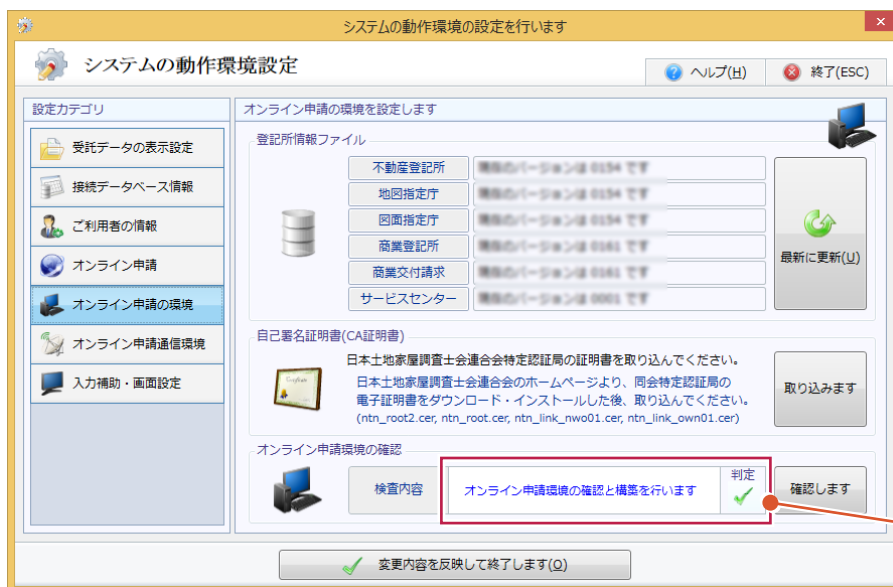 システムの動作環境の設定を行います
システムの動作環境設定
ヘルプ(H)
終了(ESC)
設定カテゴリ
受託データの表示設定
接続データベース情報
ご利用者の情報
オンライン申請
オンライン申請の環境
オンライン申請通信環境
入力補助・画面設定
オンライン申請の環境を設定します
登記所情報ファイル
不動産登記所
地図指定庁
図面指定庁
商業登記所
商業交付請求
サービスセンター
最新に更新(U)
自己署名証明書(CA証明書)
日本土地家屋調査士会連合会特定認証局の証明書を取り込んでください。
日本土地家屋調査士会連合会のホームページより、同会特定認証局の
電子証明書をダウンロード・インストールした後、取り込んでください。
(ntn_root2.cer, ntn_root.cer, ntn_link_nwo01.cer, ntn_link_own01.cer)
取り込みます
オンライン申請環境の確認
検査内容
オンライン申請環境の確認と構築を行います
判定
確認します
変更内容を反映して終了します(O)